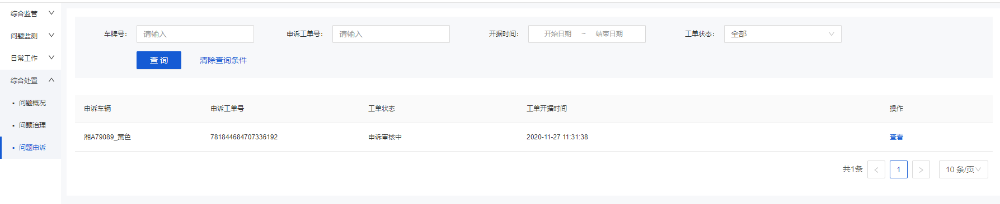 综合监管
问题监测
日常工作
综合处置
▪ 问题概况
▪ 问题治理
▪ 问题申诉
车牌号： 请输入 申诉工单号： 请输入 开据时间： 开始日期 ~ 结束日期 工单状态： 全部
查 询 清除查询条件
申诉车辆 申诉工单号 工单状态 工单开据时间 操作
湘A79089_黄色 781844684707336192 申诉审核中 2020-11-27 11:31:38 查看
共1条 < 1 > 10 条/页